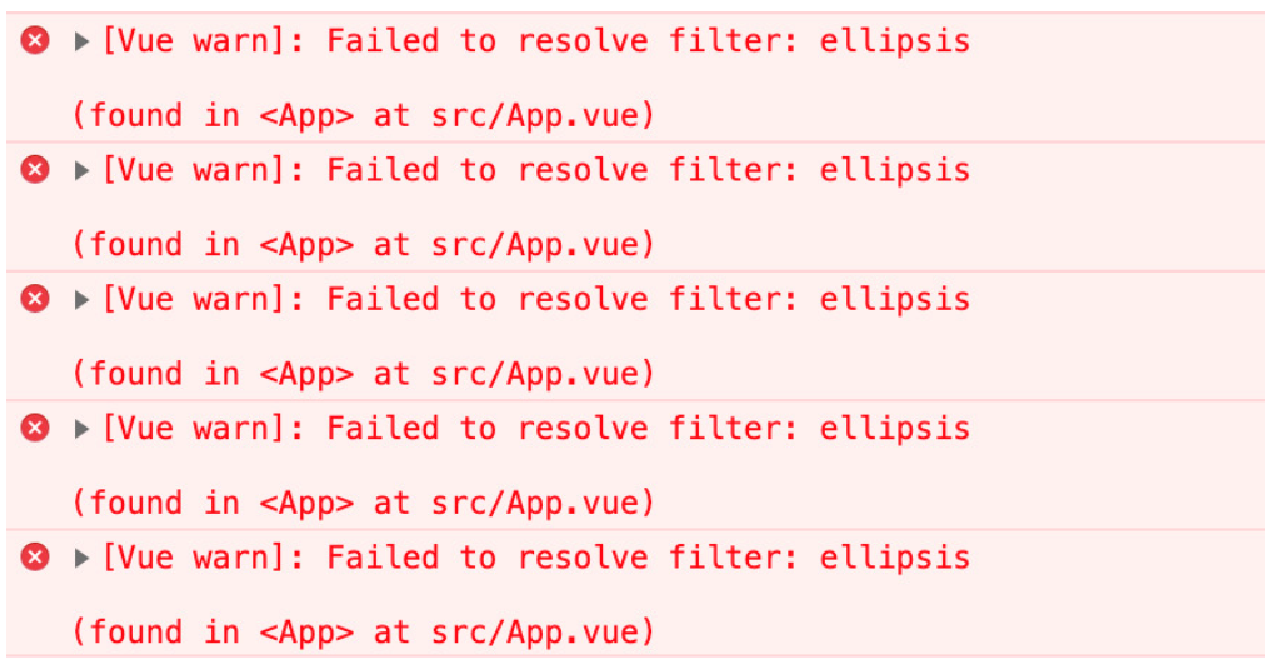 [Vue warn]: Failed to resolve filter: ellipsis
(found in <App> at src/App.vue)
[Vue warn]: Failed to resolve filter: ellipsis
(found in <App> at src/App.vue)
[Vue warn]: Failed to resolve filter: ellipsis
(found in <App> at src/App.vue)
[Vue warn]: Failed to resolve filter: ellipsis
(found in <App> at src/App.vue)
[Vue warn]: Failed to resolve filter: ellipsis
(found in <App> at src/App.vue)